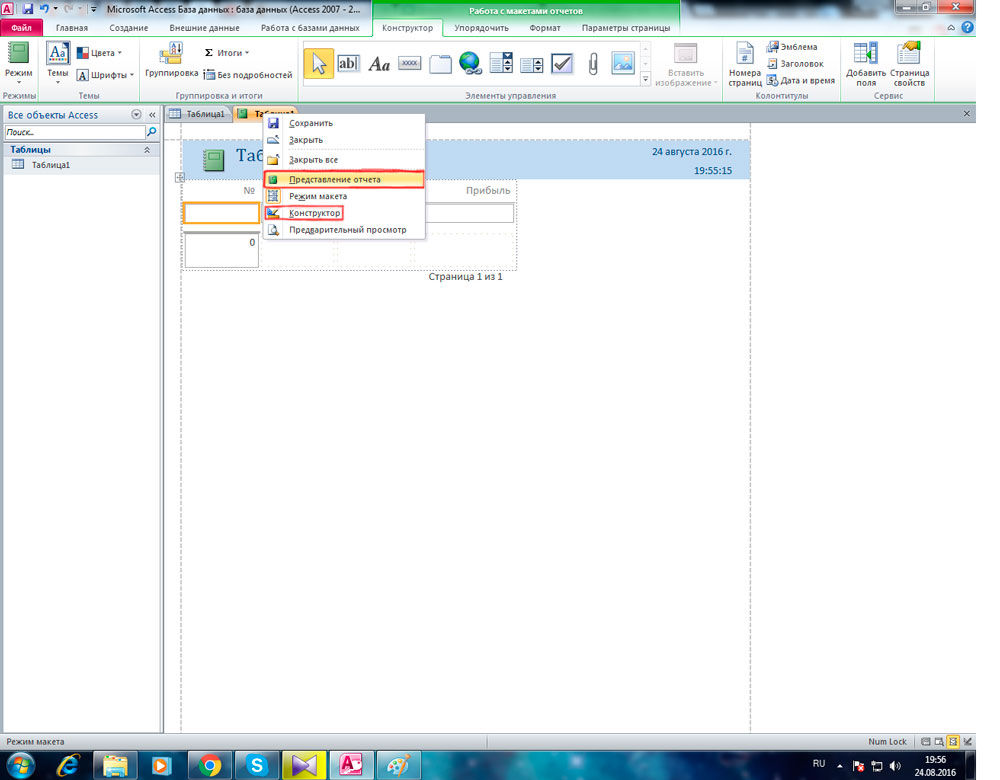 Microsoft Access База данных : база данных (Access 2007 - 2...
Работа с макетами отчетов
Файл Главная Создание Внешние данные Работа с базами данных Конструктор Упорядочить Формат Параметры страницы
Режим
Режимы
Темы
Цвета
Шрифты
Темы
Группировка
Σ Итоги
Без подробностей
Группировка и итоги
ab|
Aa
xxxx
Элементы управления
Вставить
изображение
Номера
страниц
Эмблема
Заголовок
Дата и время
Колонтитулы
Добавить
поля
Страница
свойств
Сервис
Все объекты Access
Поиск...
Таблицы
Таблица1
Таблица1
Таблица1
Сохранить
Закрыть
Закрыть все
Представление отчета
Режим макета
Конструктор
Предварительный просмотр
Таб
24 августа 2016 г.
19:55:15
№
Прибыль
0
Страница 1 из 1
Режим макета
Num Lock
RU
19:56
24.08.2016